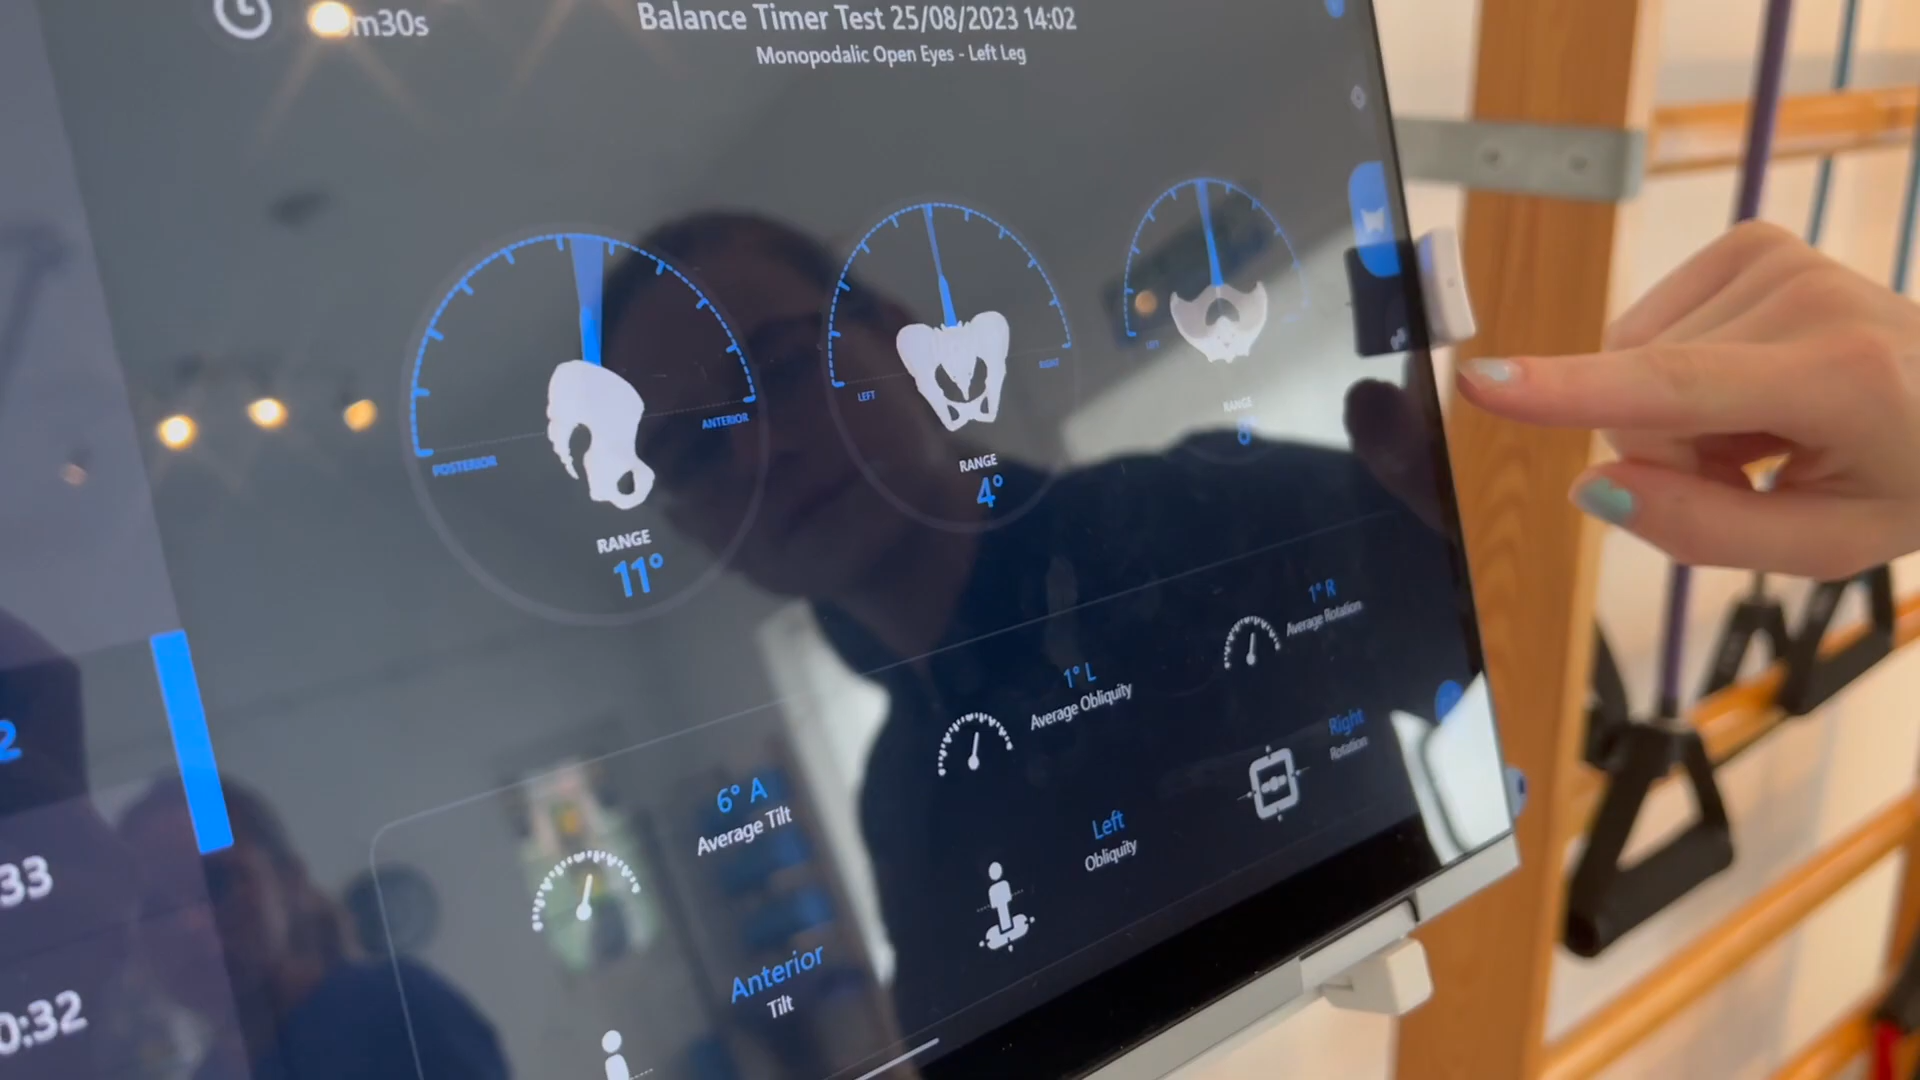 m30s
Balance Timer Test 25/08/2023 14:02
Monopodalic Open Eyes - Left Leg
POSTERIOR
ANTERIOR
RANGE
11°
LEFT
RIGHT
RANGE
4°
LEFT
RANGE
8°
6° A
Average Tilt
1° L
Average Obliquity
1° R
Average Rotation
Anterior
Tilt
Left
Obliquity
Right
Rotation
2
33
0:32